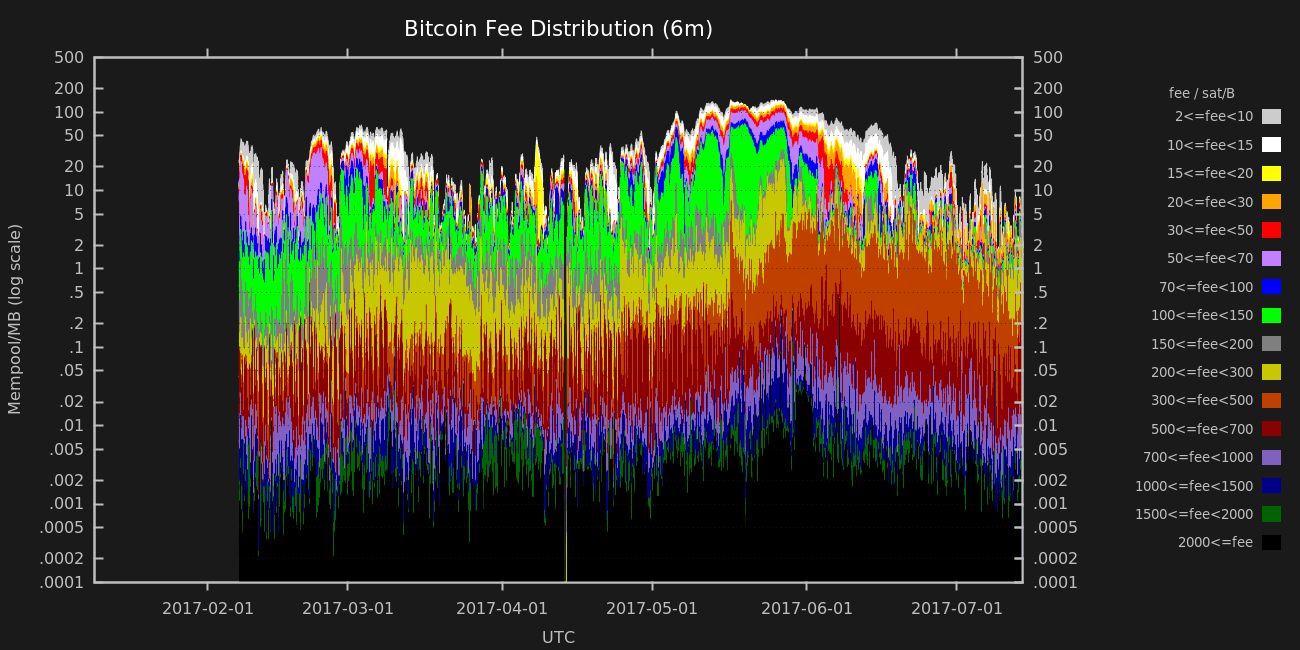 Bitcoin Fee Distribution (6m)
Mempool/MB (log scale)
500
200
100
50
20
10
5
2
1
.5
.2
.1
.05
.02
.01
.005
.002
.001
.0005
.0002
.0001
500
200
100
50
20
10
5
2
1
.5
.2
.1
.05
.02
.01
.005
.002
.001
.0005
.0002
.0001
2017-02-01 2017-03-01 2017-04-01 2017-05-01 2017-06-01 2017-07-01
UTC
fee / sat/B
2<=fee<10
10<=fee<15
15<=fee<20
20<=fee<30
30<=fee<50
50<=fee<70
70<=fee<100
100<=fee<150
150<=fee<200
200<=fee<300
300<=fee<500
500<=fee<700
700<=fee<1000
1000<=fee<1500
1500<=fee<2000
2000<=fee